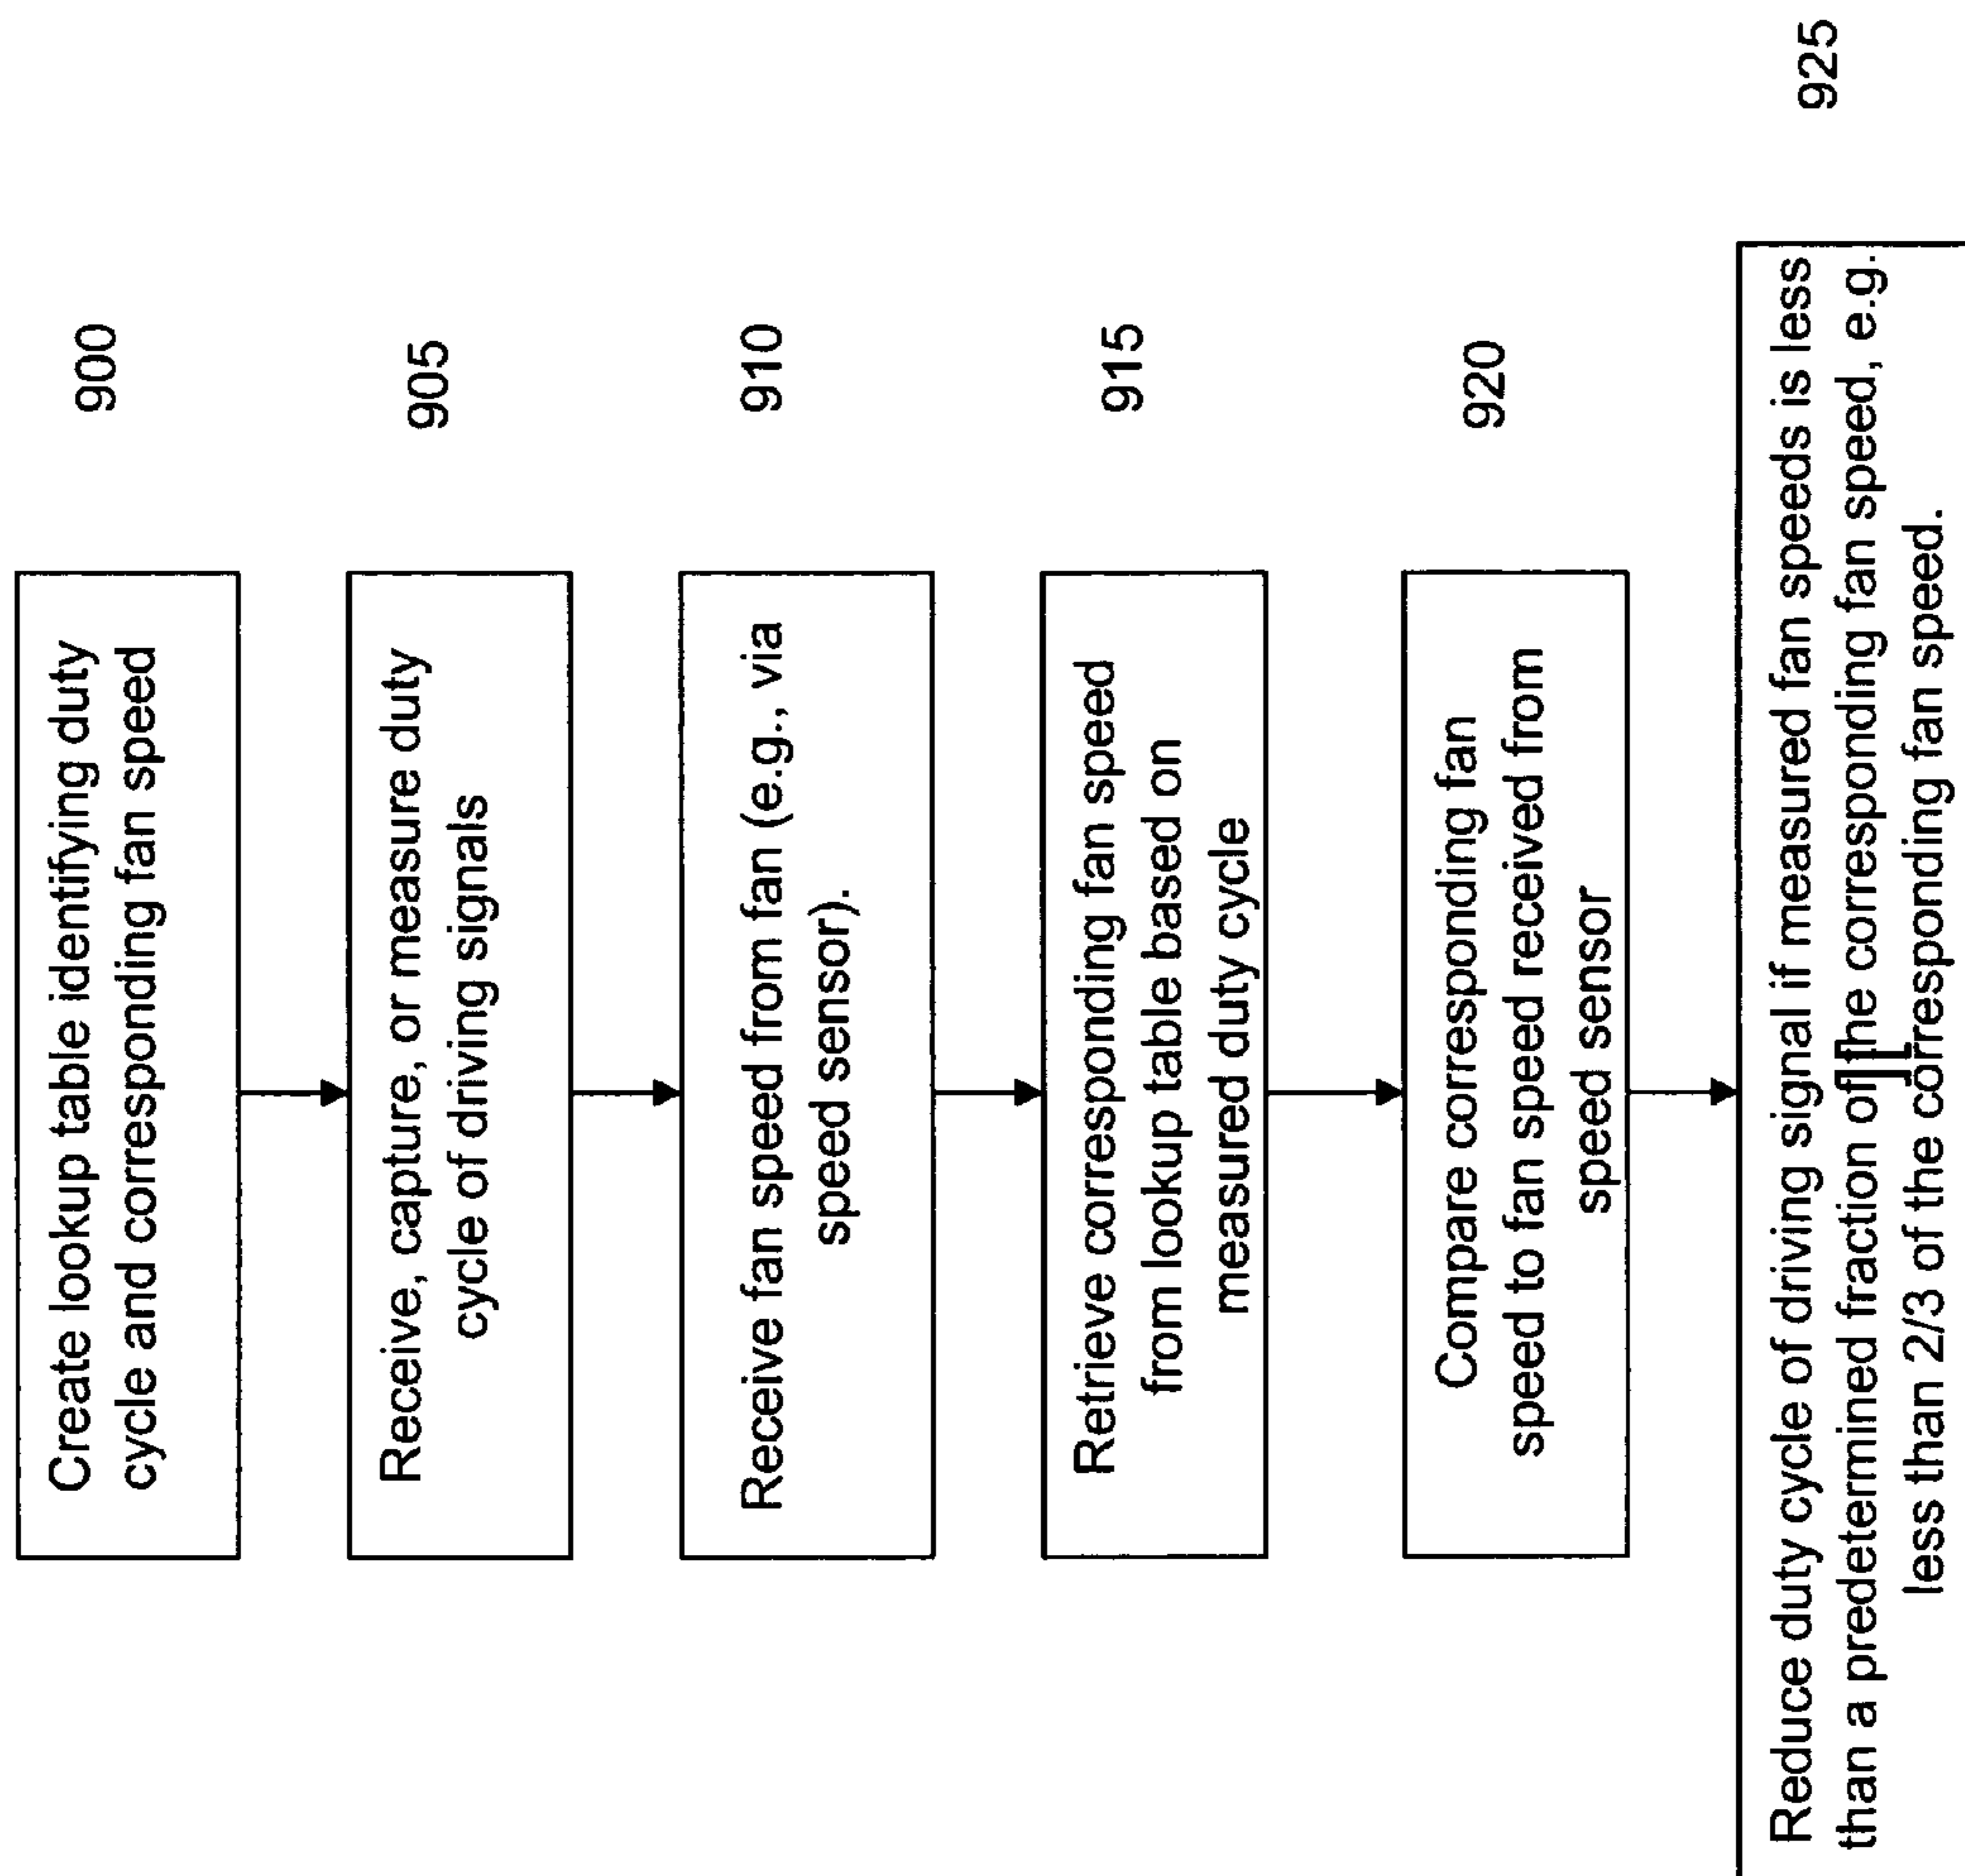 Create lookup table identifying duty
cycle and corresponding fan speed
900
Receive, capture, or measure duty
cycle of driving signals
905
Receive fan speed from fan (e.g., via
speed sensor).
910
Retrieve corresponding fan speed
from lookup table based on
measured duty cycle
915
Compare corresponding fan
speed to fan speed received from
speed sensor
920
Reduce duty cycle of driving signal if measured fan speeds is less
than a predetermined fraction of the corresponding fan speed, e.g.
less than 2/3 of the corresponding fan speed.
925